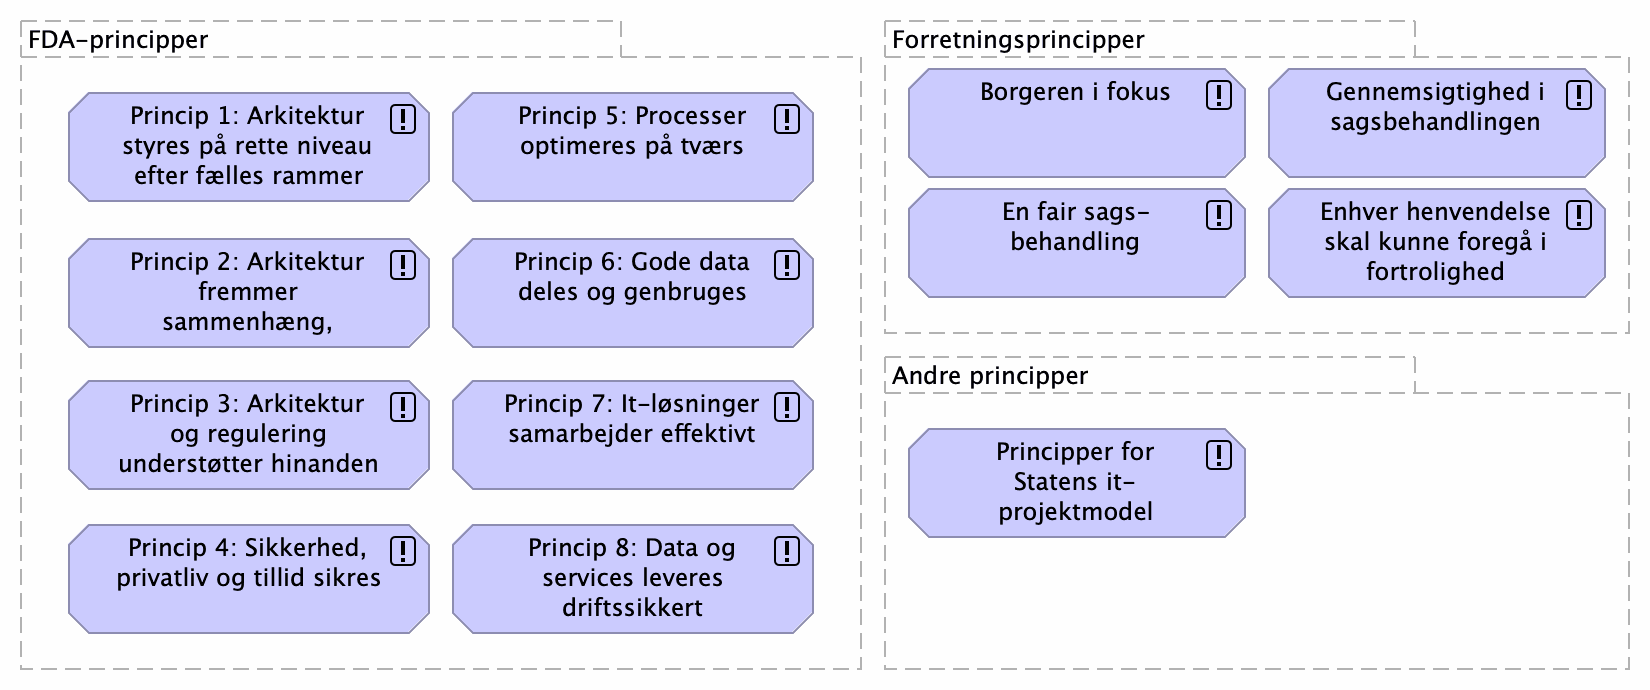 FDA-principper
Princip 1: Arkitektur
styres på rette niveau
efter fælles rammer
Princip 5: Processer
optimeres på tværs
Princip 2: Arkitektur
fremmer
sammenhæng,
Princip 6: Gode data
deles og genbruges
Princip 3: Arkitektur
og regulering
understøtter hinanden
Princip 7: It-løsninger
samarbejder effektivt
Princip 4: Sikkerhed,
privatliv og tillid sikres
Princip 8: Data og
services leveres
driftssikkert
Forretningsprincipper
Borgeren i fokus
Gennemsigtighed i
sagsbehandlingen
En fair sags-
behandling
Enhver henvendelse
skal kunne foregå i
fortrolighed
Andre principper
Principper for
Statens it-
projektmodel